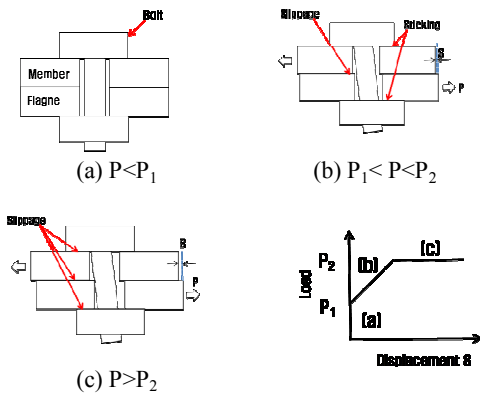 Bolt
Member
Flagne
(a) P<P₁
Slippage
Sticking
S
P
(b) P₁< P<P₂
Slippage
S
P
(c) P>P₂
P₂
P₁
Load
(b)
(c)
(a)
Displacement S